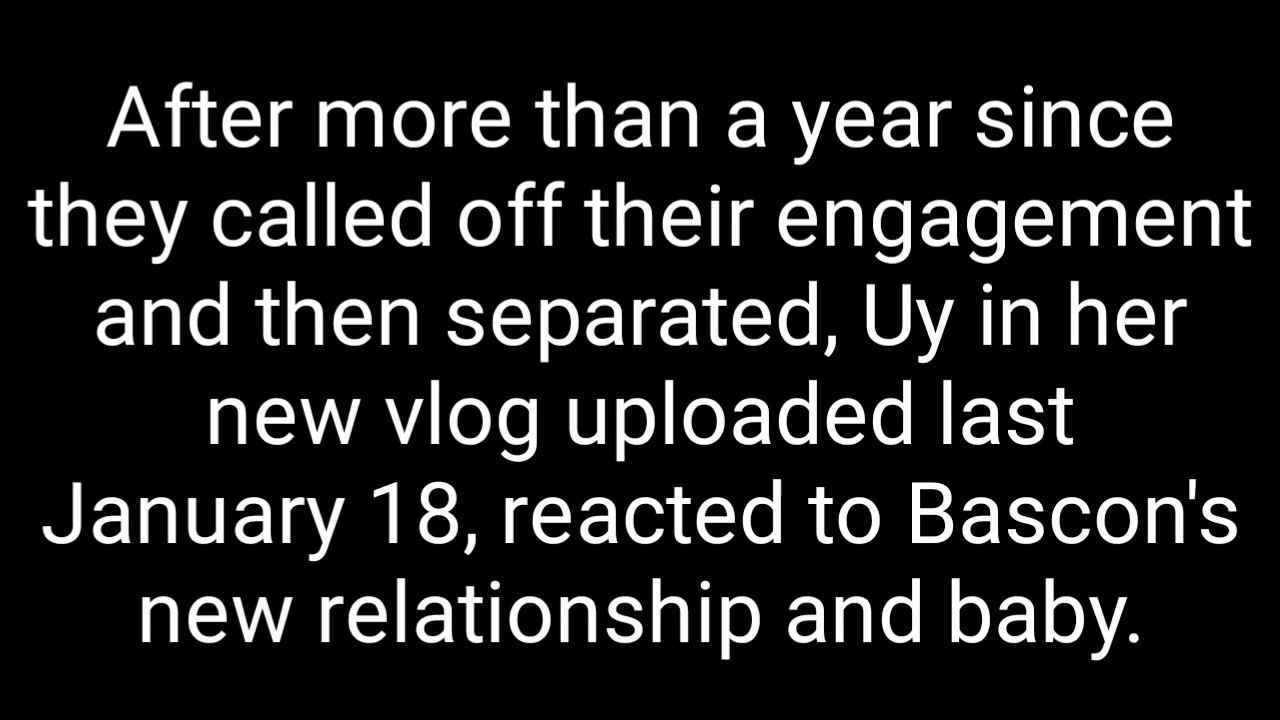 After more than a year since
they called off their engagement
and then separated, Uy in her
new vlog uploaded last
January 18, reacted to Bascon's
new relationship and baby.